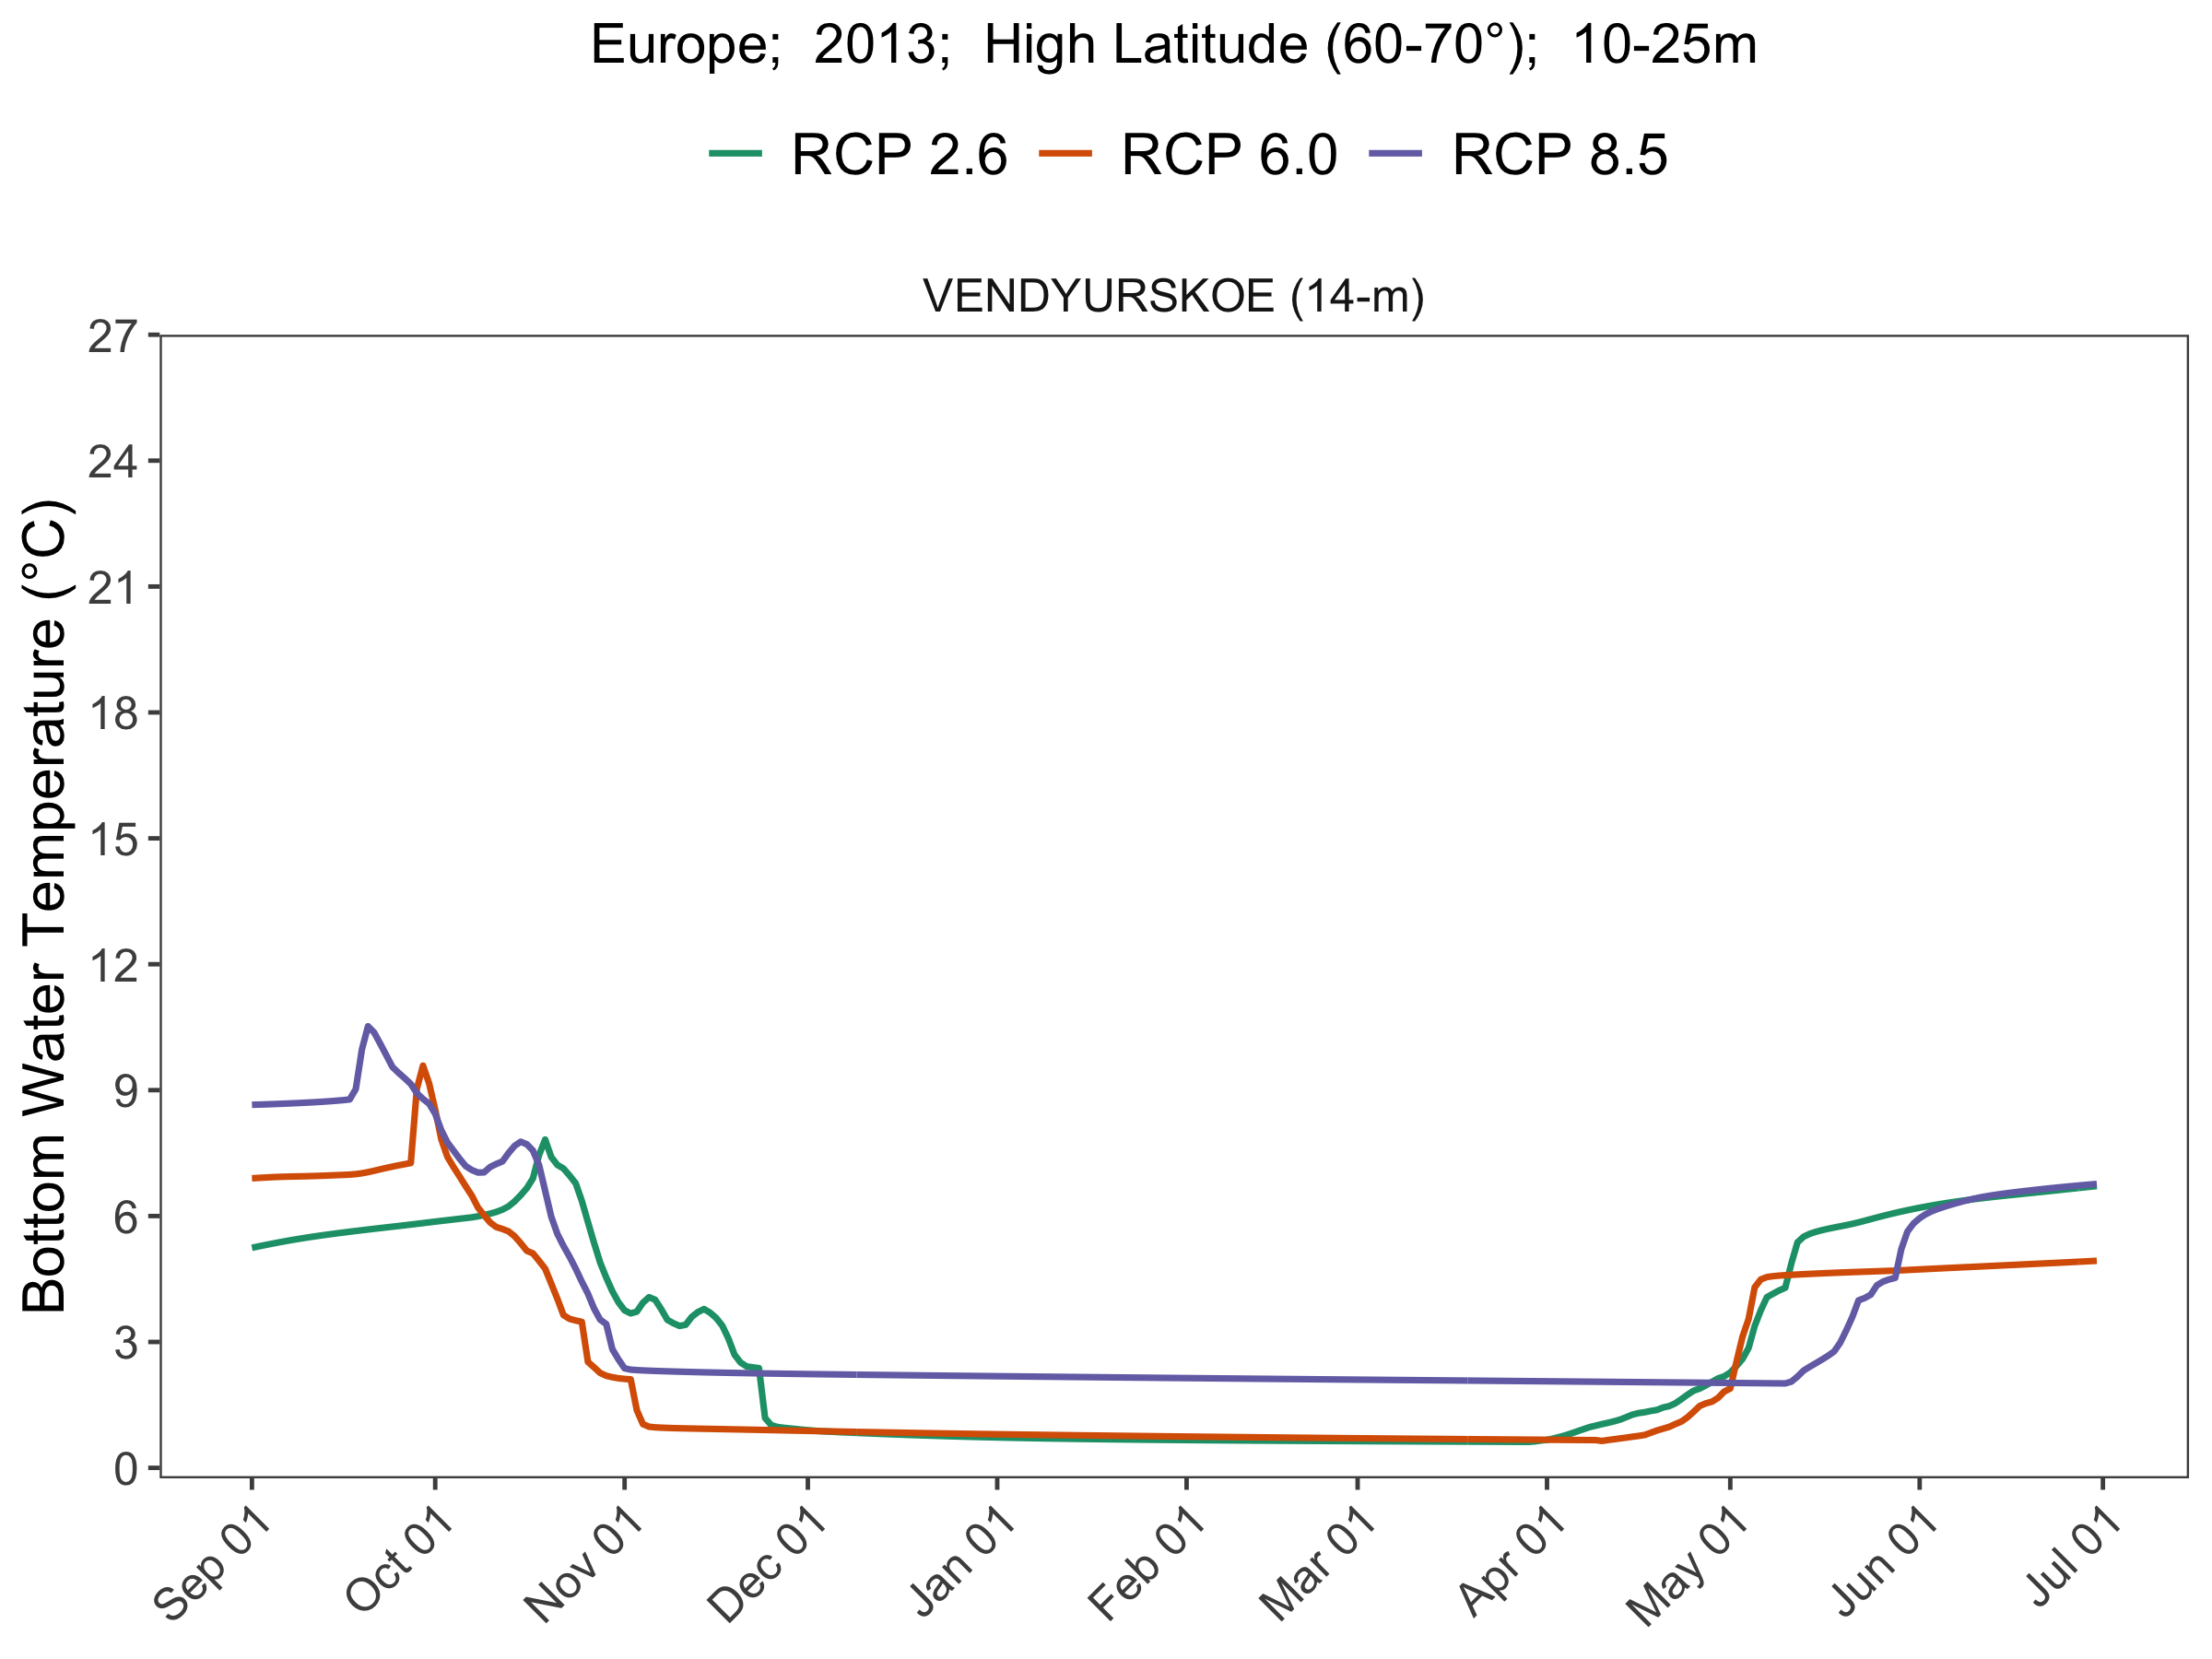 Europe;  2013;  High Latitude (60-70°);  10-25m
RCP 2.6 RCP 6.0 RCP 8.5
VENDYURSKOE (14-m)
Bottom Water Temperature (°C)
27
24
21
18
15
12
9
6
3
0
Sep 01 Oct 01 Nov 01 Dec 01 Jan 01 Feb 01 Mar 01 Apr 01 May 01 Jun 01 Jul 01